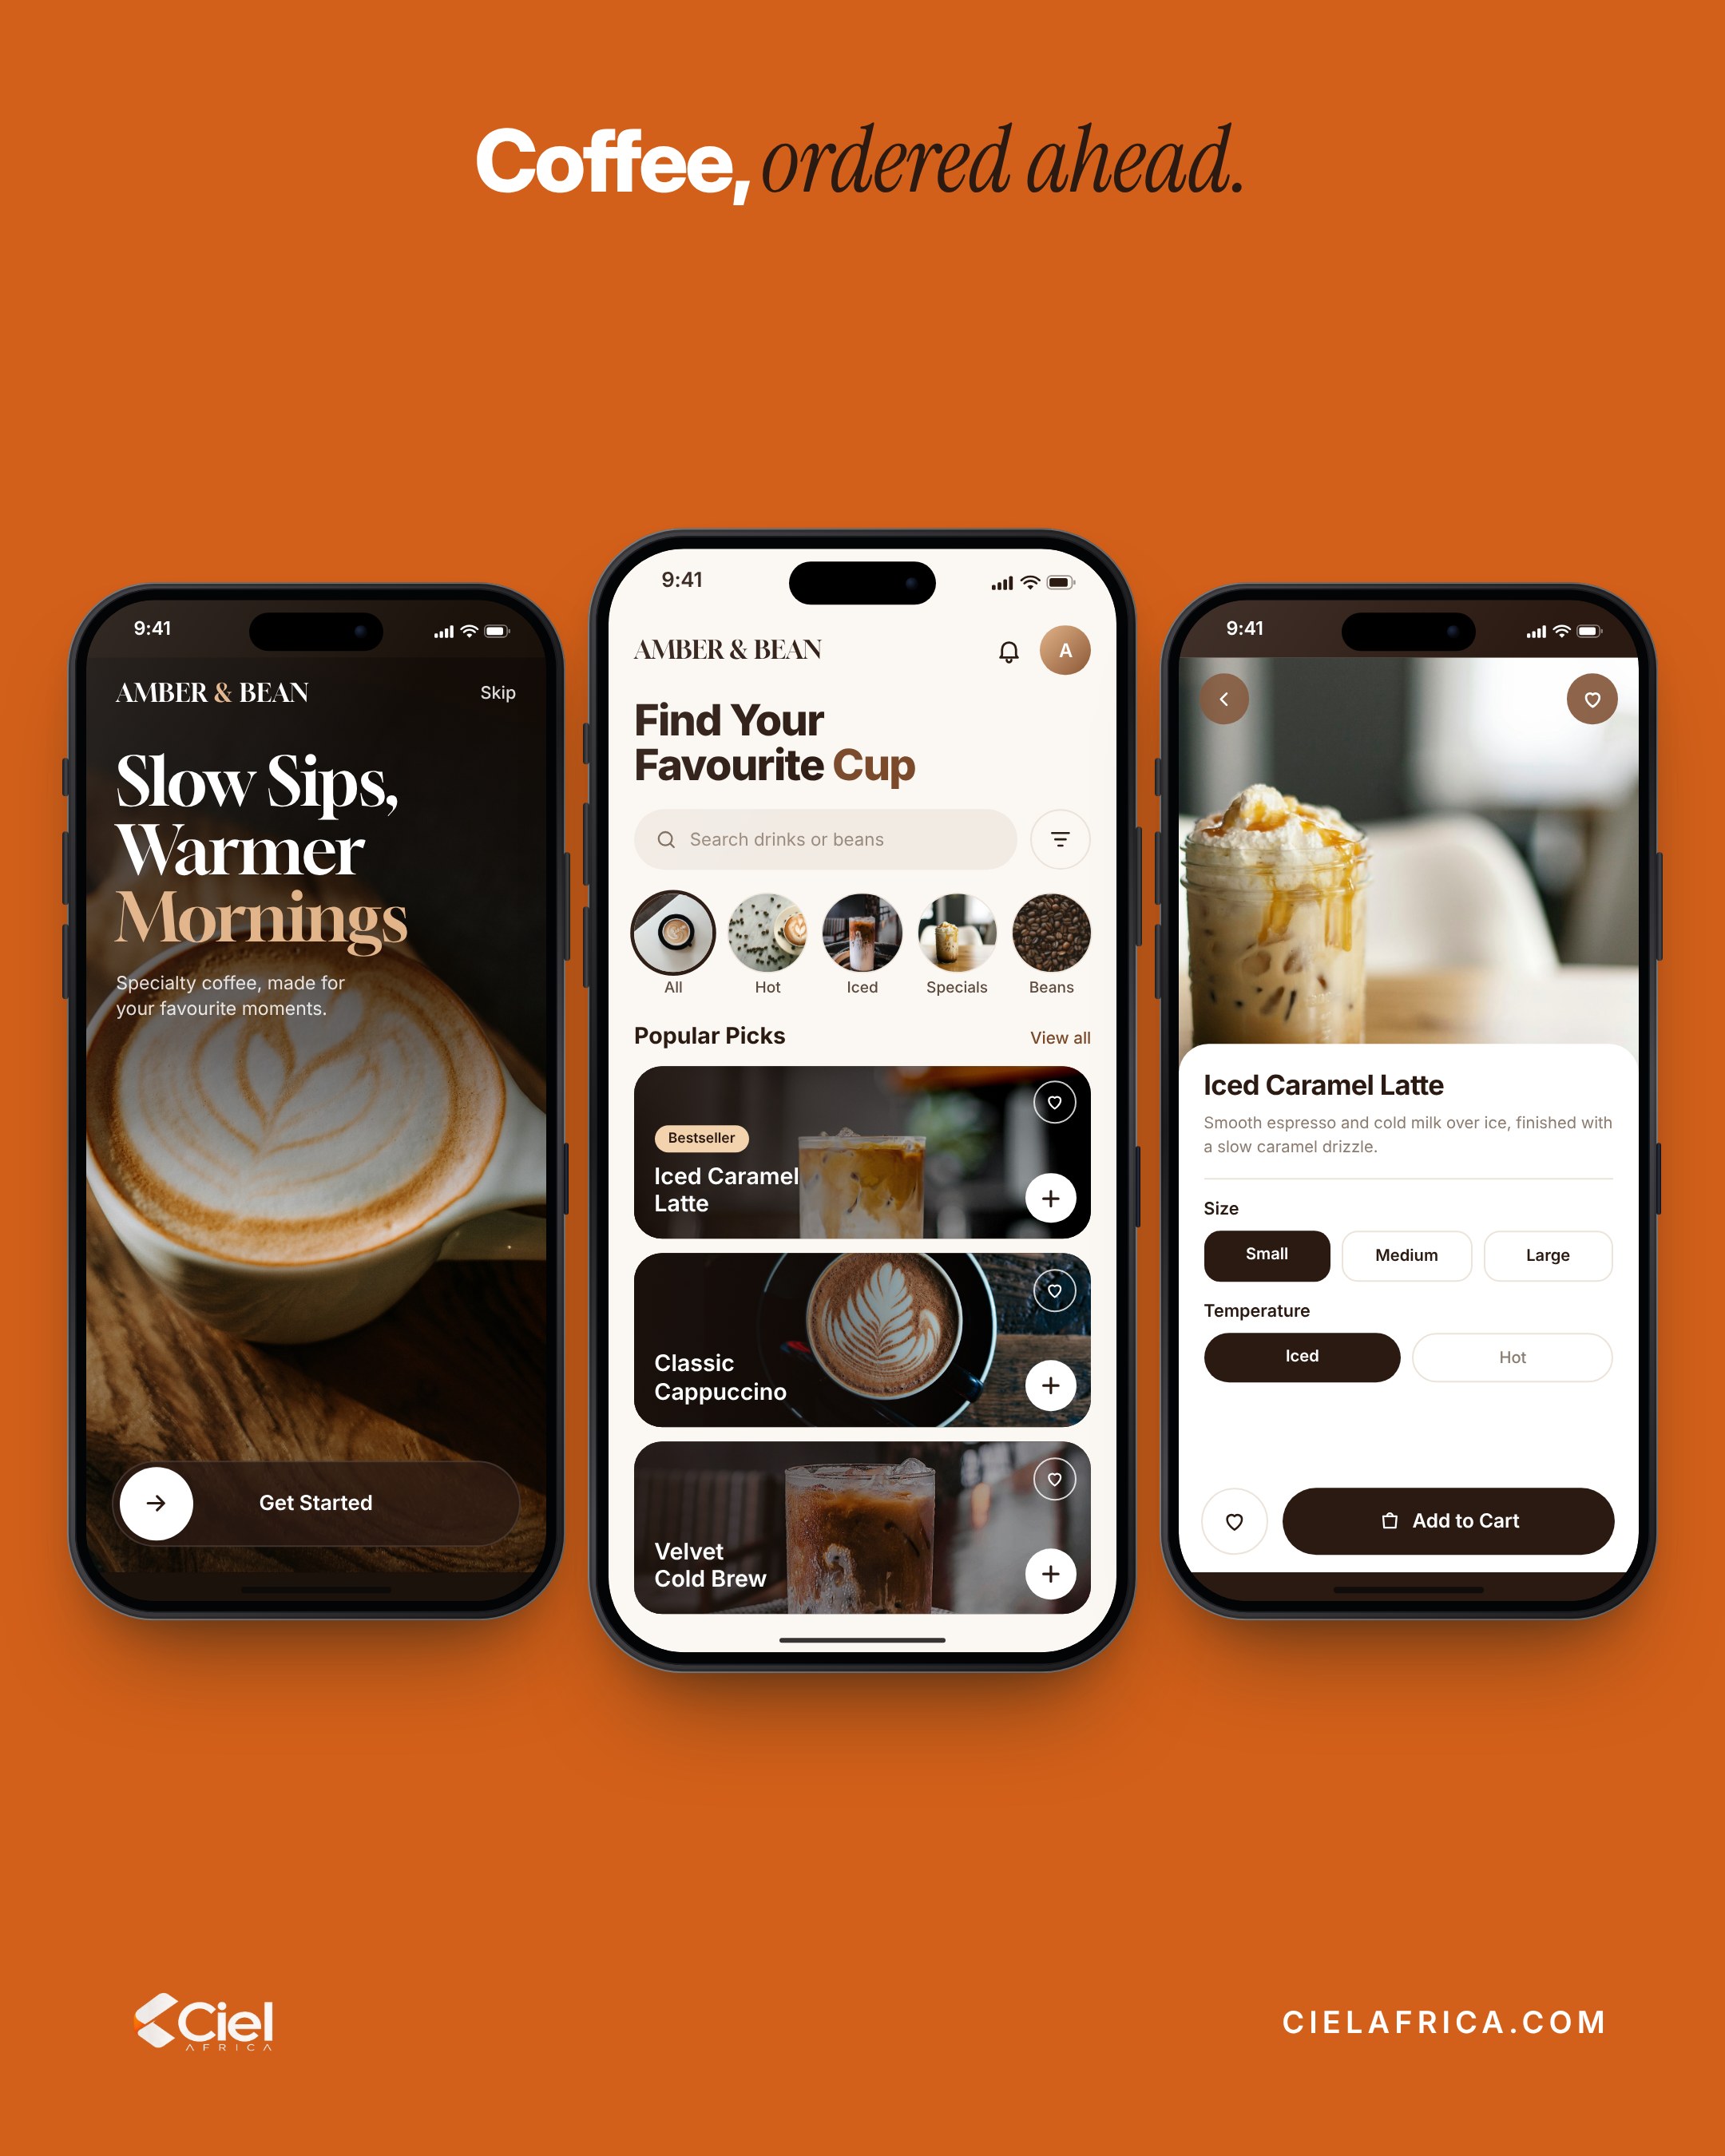 Coffee, ordered ahead.
9:41
AMBER & BEAN
Skip
Slow Sips,
Warmer
Mornings
Specialty coffee, made for
your favourite moments.
Get Started
9:41
AMBER & BEAN
A
Find Your
Favourite Cup
Search drinks or beans
All
Hot
Iced
Specials
Beans
Popular Picks
View all
Bestseller
Iced Caramel
Latte
Classic
Cappuccino
Velvet
Cold Brew
9:41
Iced Caramel Latte
Smooth espresso and cold milk over ice, finished with
a slow caramel drizzle.
Size
Small
Medium
Large
Temperature
Iced
Hot
Add to Cart
Ciel
AFRICA
CIELAFRICA.COM